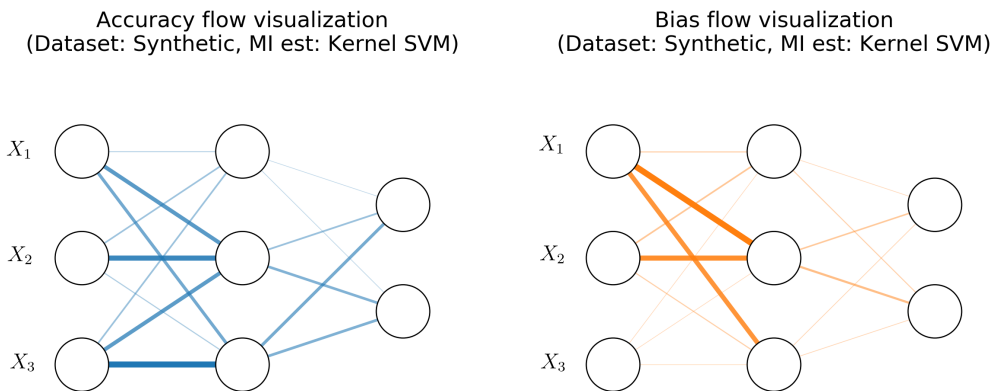 Accuracy flow visualization
(Dataset: Synthetic, MI est: Kernel SVM)
X₁
X₂
X₃
Bias flow visualization
(Dataset: Synthetic, MI est: Kernel SVM)
X₁
X₂
X₃